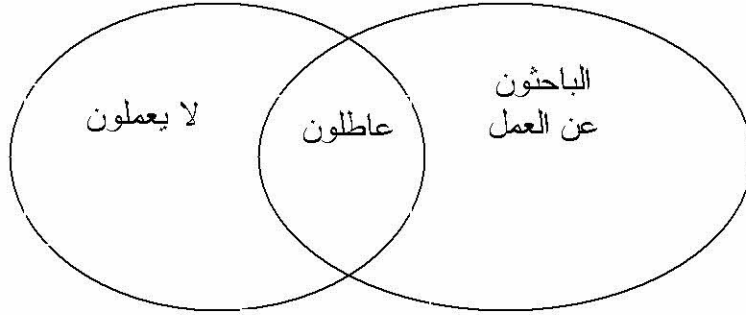 الباحثون
عن العمل
عاطلون
لا يعملون